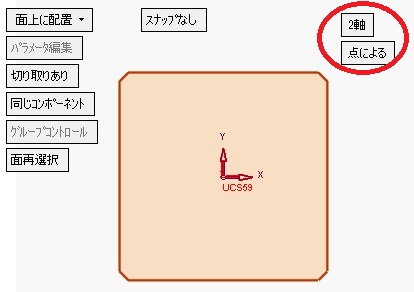 面上に配置 スナップなし 2軸
パラメータ編集 点による
切り取りあり
同じコンポーネント
グループコントロール
面再選択
Y
X
UCS59